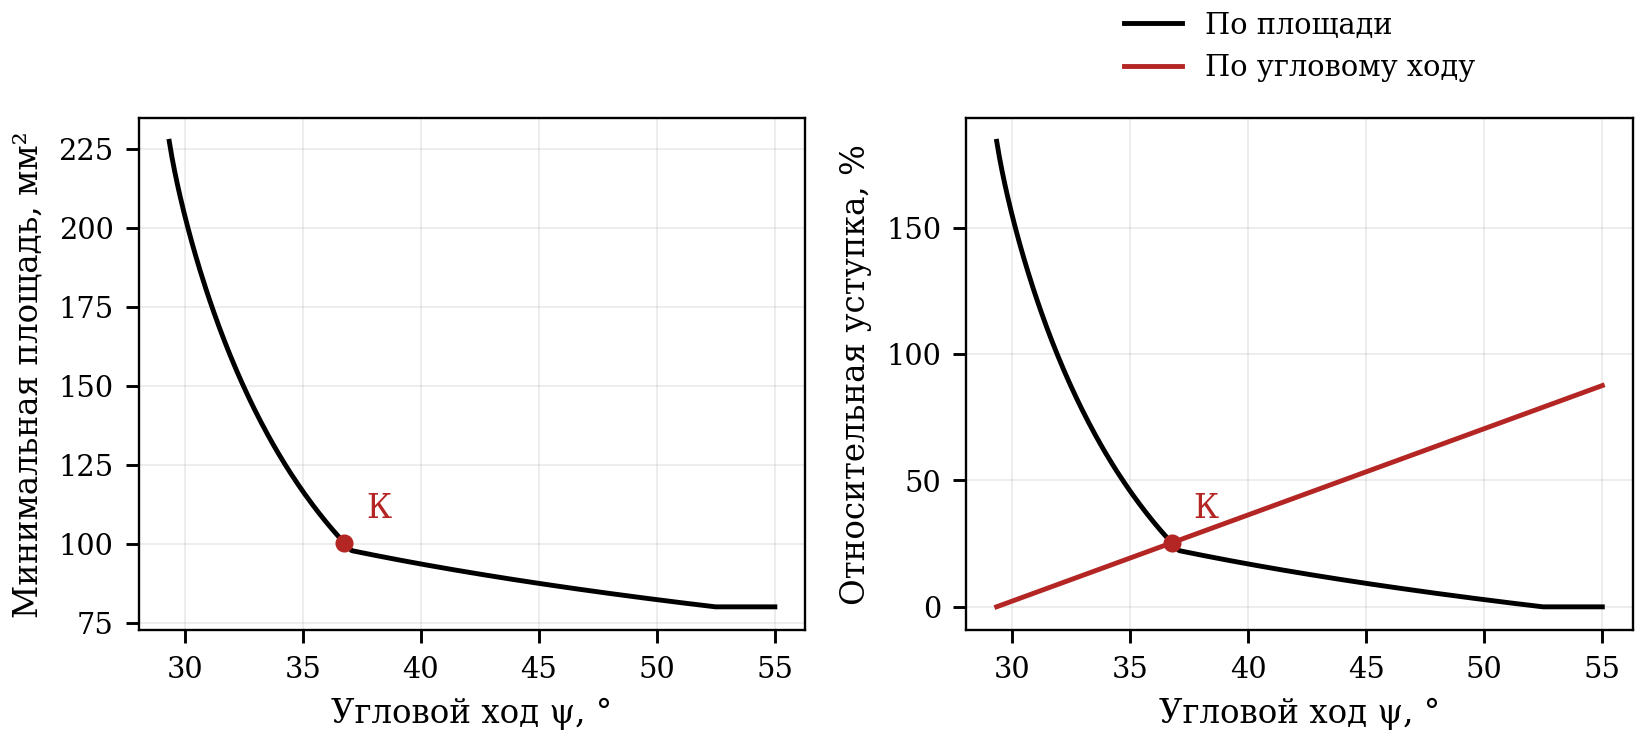 По площади
По угловому ходу
Минимальная площадь, мм²
225
200
175
150
125
100
75
К
30 35 40 45 50 55
Угловой ход ψ, °
Относительная уступка, %
150
100
50
0
К
30 35 40 45 50 55
Угловой ход ψ, °